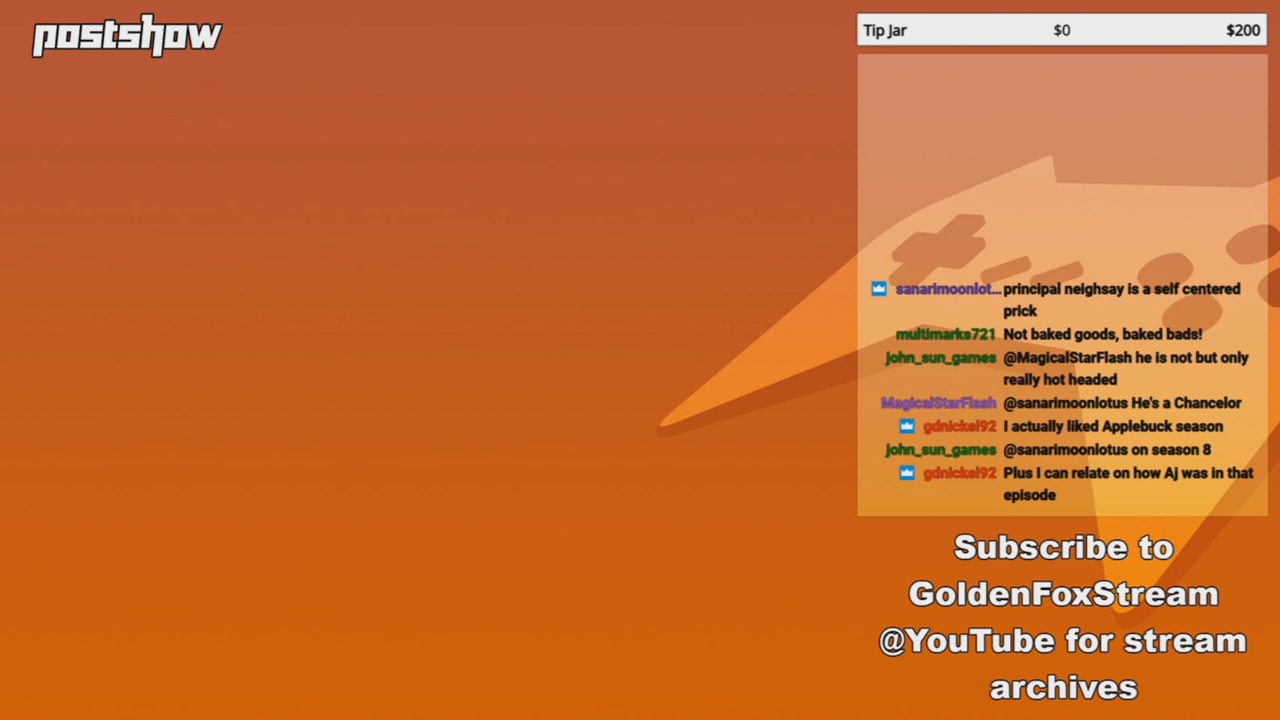 postshow
Tip Jar $0 $200
sanarimoonlot... principal neighsay is a self centered
prick
multimarks721 Not baked goods, baked bads!
john_sun_games @MagicalStarFlash he is not but only
really hot headed
MagicalStarFlash @sanarimoonlotus He's a Chancelor
gdnickel92 I actually liked Applebuck season
john_sun_games @sanarimoonlotus on season 8
gdnickel92 Plus I can relate on how Aj was in that
episode
Subscribe to
GoldenFoxStream
@YouTube for stream
archives